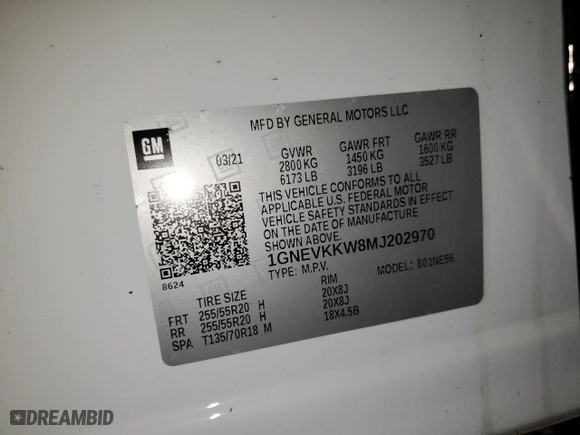 MFD BY GENERAL MOTORS LLC
GM
03/21 GVWR GAWR FRT GAWR RR
2800 KG 1450 KG 1600 KG
6173 LB 3196 LB 3527 LB
THIS VEHICLE CONFORMS TO ALL
APPLICABLE U.S. FEDERAL MOTOR
VEHICLE SAFETY STANDARDS IN EFFECT
ON THE DATE OF MANUFACTURE
SHOWN ABOVE.
1GNEVKKW8MJ202970
TYPE: M.P.V. MODEL: 801NE56
8624
TIRE SIZE RIM
FRT 255/55R20 H 20X8J
RR 255/55R20 H 20X8J
SPA T135/70R18 M 18X4.5B
DREAMBID